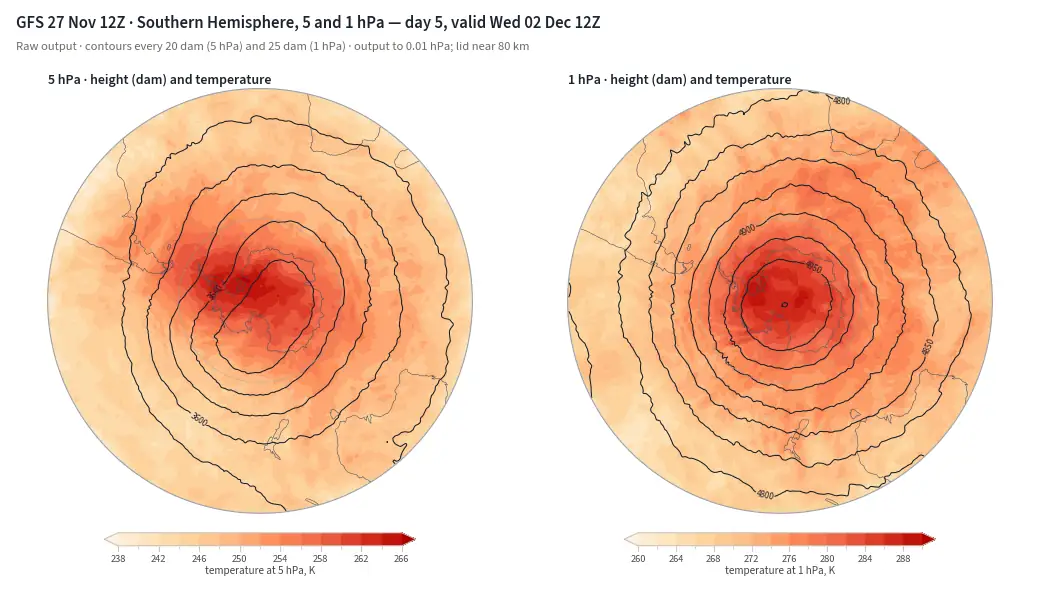 GFS 27 Nov 12Z · Southern Hemisphere, 5 and 1 hPa — day 5, valid Wed 02 Dec 12Z
Raw output · contours every 20 dam (5 hPa) and 25 dam (1 hPa) · output to 0.01 hPa; lid near 80 km
5 hPa · height (dam) and temperature
1 hPa · height (dam) and temperature
4800
4900
4850
3600
4850
4800
238 242 246 250 254 258 262 266
temperature at 5 hPa, K
260 264 268 272 276 280 284 288
temperature at 1 hPa, K